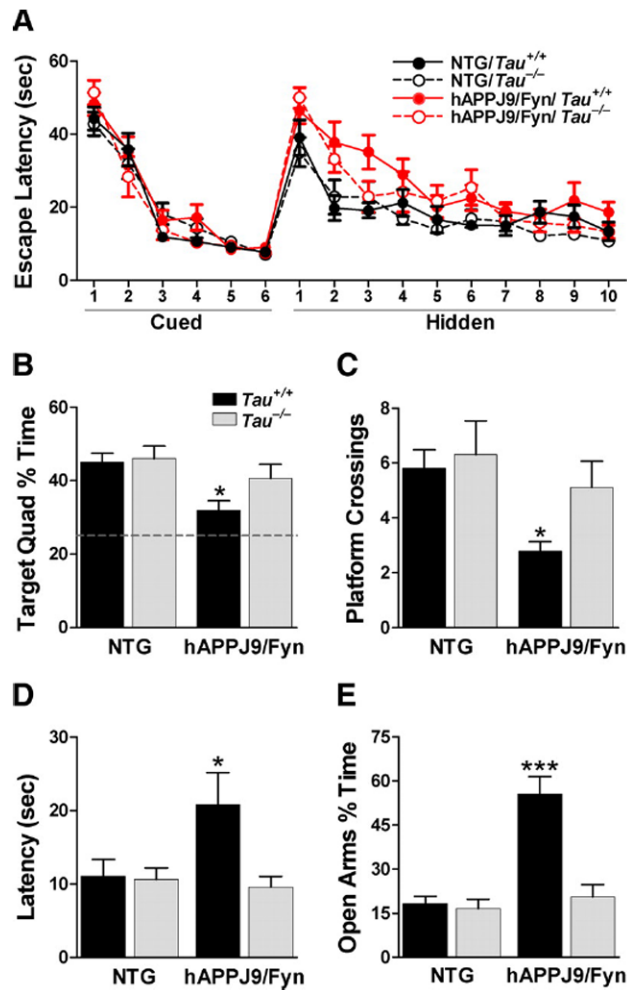 A
Escape Latency (sec)
60
40
20
0
NTG/Tau+/+
NTG/Tau–/–
hAPPJ9/Fyn/ Tau+/+
hAPPJ9/Fyn/ Tau–/–
1 2 3 4 5 6 1 2 3 4 5 6 7 8 9 10
Cued Hidden
B
Target Quad % Time
60
40
20
0
Tau+/+
Tau–/–
*
NTG hAPPJ9/Fyn
C
Platform Crossings
8
6
4
2
0
*
NTG hAPPJ9/Fyn
D
Latency (sec)
30
20
10
0
*
NTG hAPPJ9/Fyn
E
Open Arms % Time
75
60
45
30
15
0
***
NTG hAPPJ9/Fyn